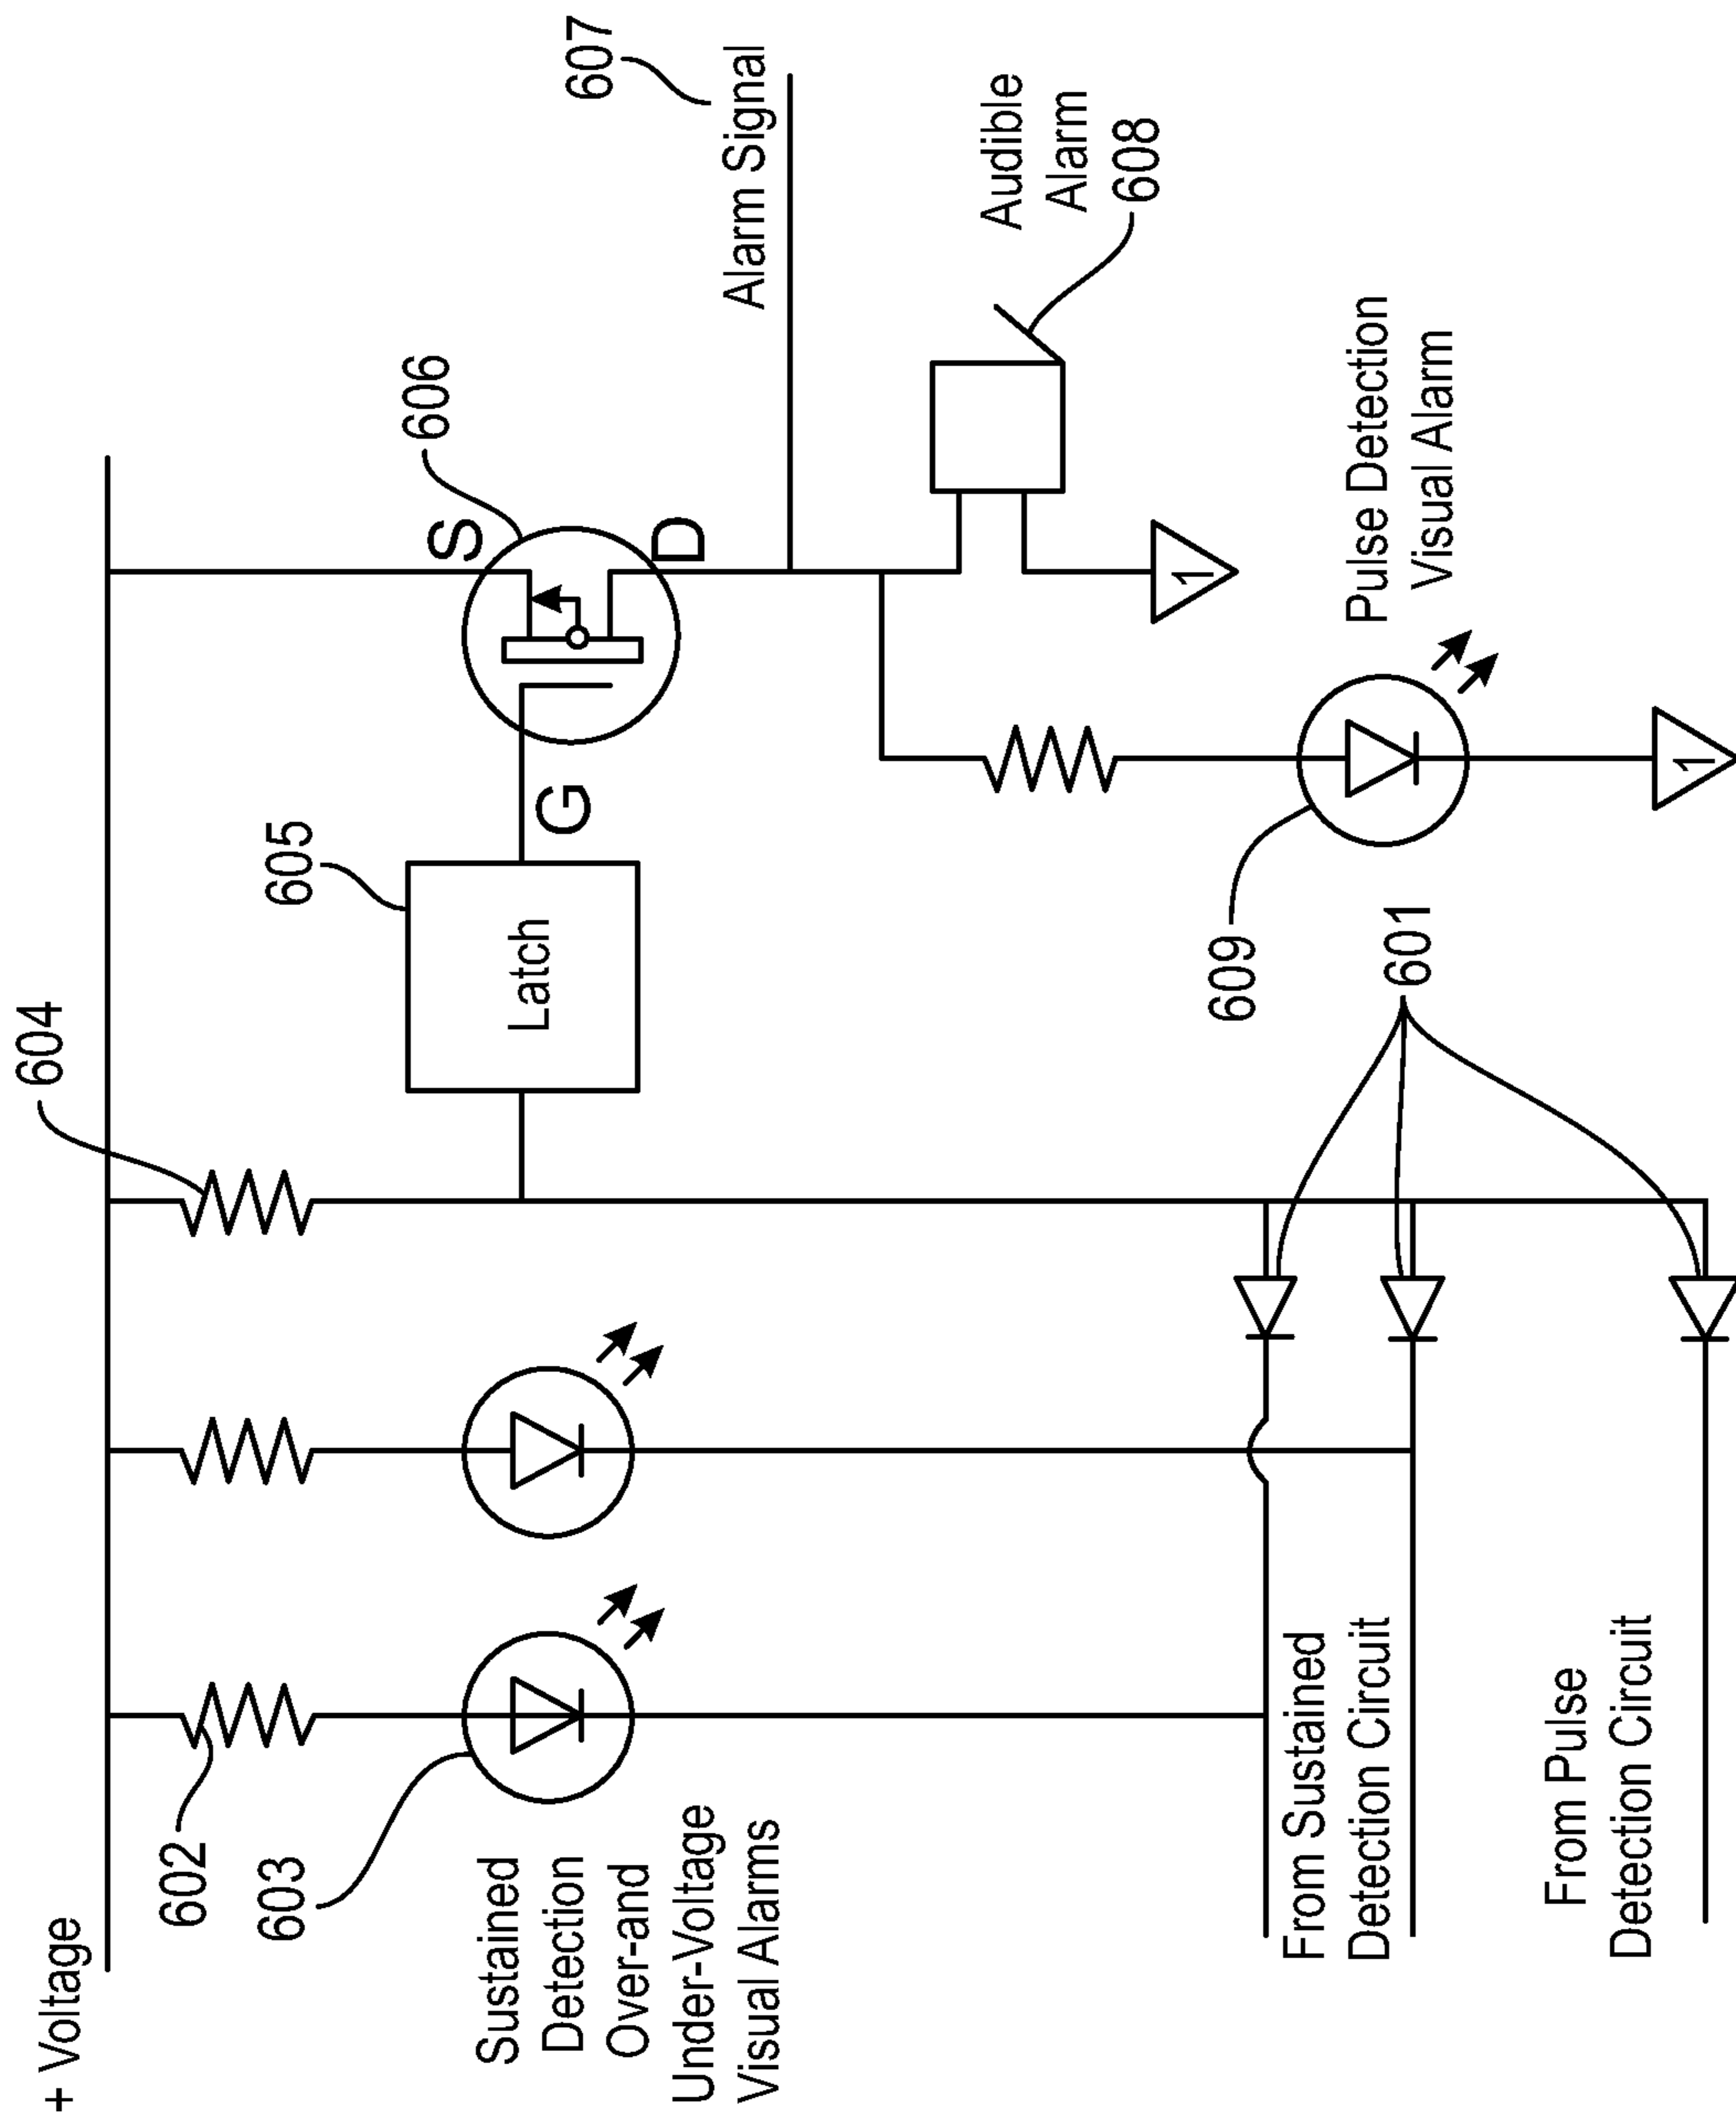 + Voltage
602
603
Sustained
Detection
Over-and
Under-Voltage
Visual Alarms
604
605
Latch
G
S
D
606
607
Alarm Signal
Audible
Alarm
608
Pulse Detection
Visual Alarm
609
1
1
601
From Sustained
Detection Circuit
From Pulse
Detection Circuit